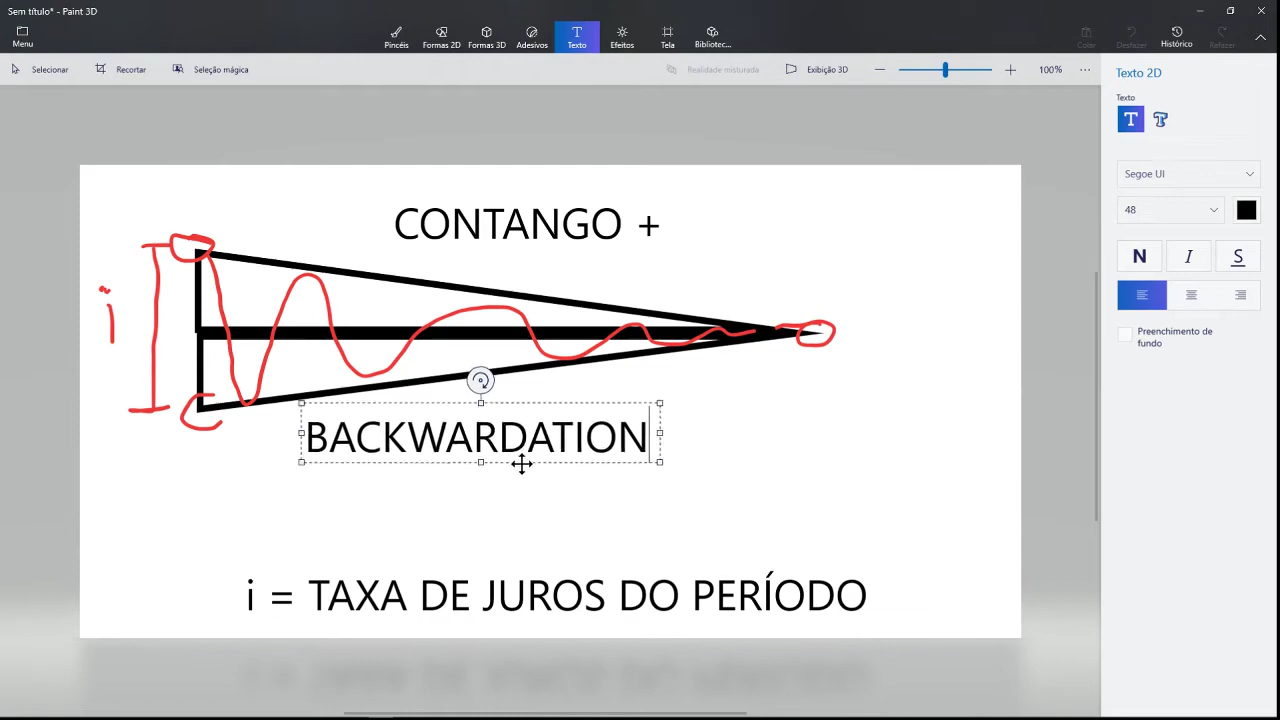 Sem título* - Paint 3D
Menu
Pincéis
Formas 2D
Formas 3D
Adesivos
Texto
Efeitos
Tela
Bibliotec...
Colar
Desfazer
Histórico
Refazer
Selecionar
Recortar
Seleção mágica
Realidade misturada
Exibição 3D
100%
Texto 2D
Texto
Segoe UI
48
N
I
S
Preenchimento de
fundo
CONTANGO +
i
BACKWARDATION
i = TAXA DE JUROS DO PERÍODO